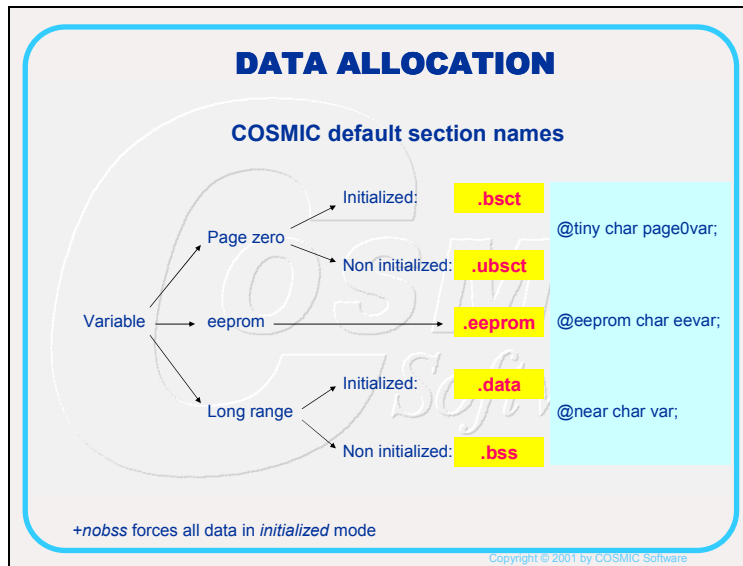 DATA ALLOCATION
COSMIC default section names
Initialized: .bsct
@tiny char page0var;
Page zero
Non initialized: .ubsct
Variable eeprom .eeprom @eeprom char eevar;
Initialized: .data
Long range @near char var;
Non initialized: .bss
+nobss forces all data in initialized mode
Copyright © 2001 by COSMIC Software